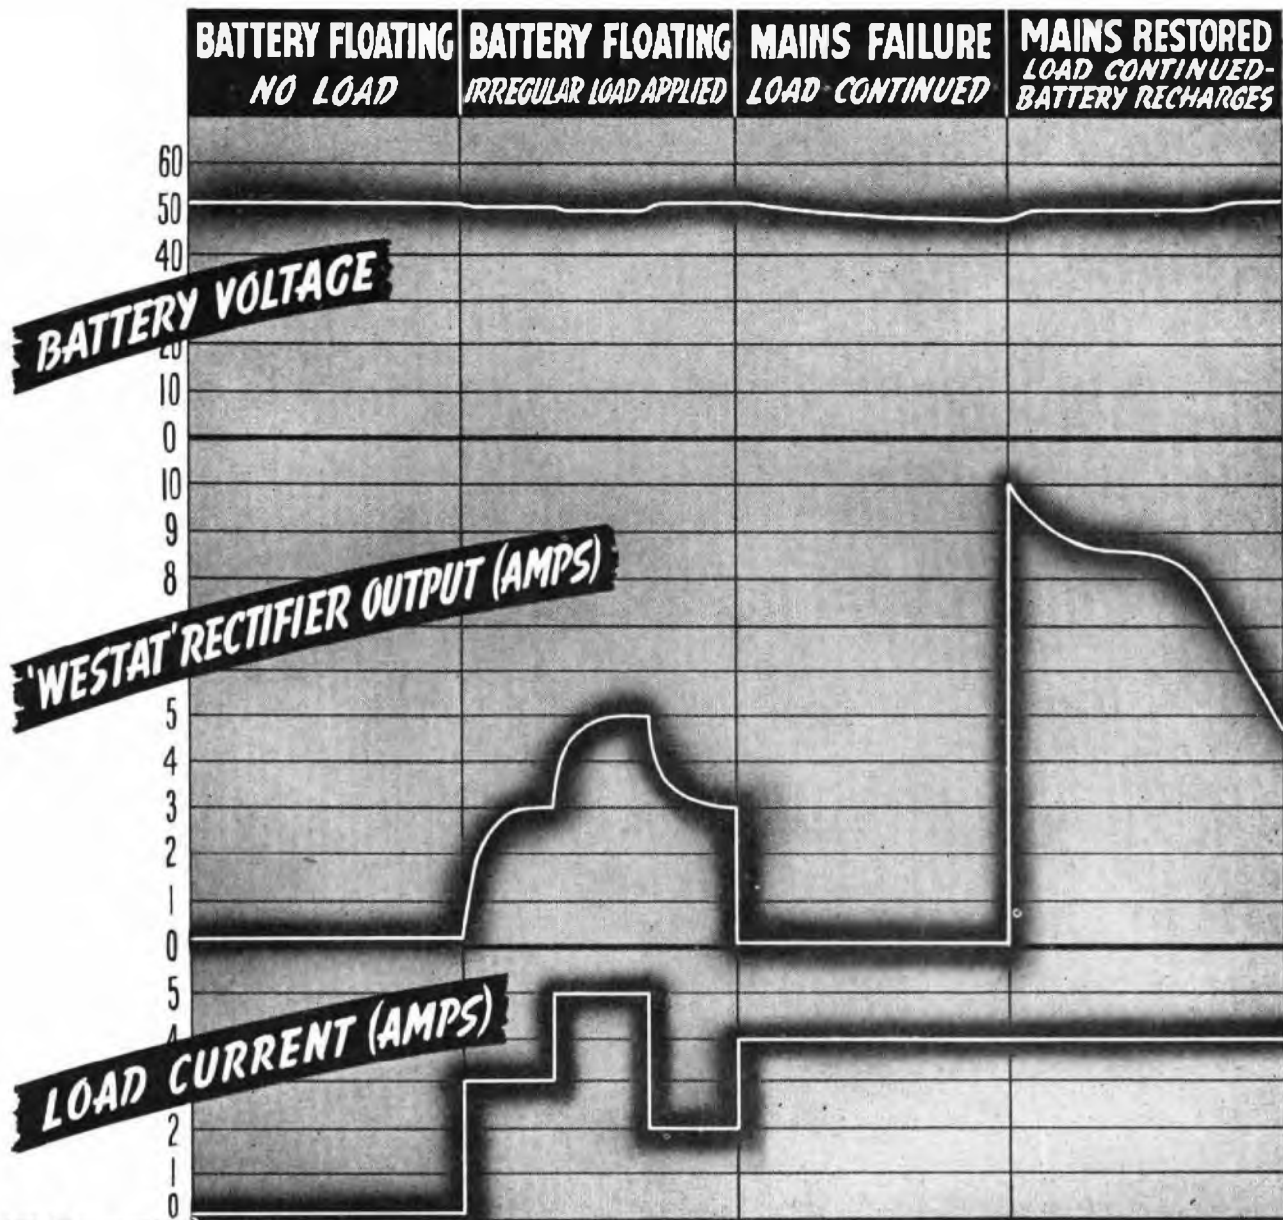 BATTERY FLOATING
NO LOAD
BATTERY FLOATING
IRREGULAR LOAD APPLIED
MAINS FAILURE
LOAD CONTINUED
MAINS RESTORED
LOAD CONTINUED-
BATTERY RECHARGES
60
50
40
BATTERY VOLTAGE
20
10
0
10
9
8
'WESTAT' RECTIFIER OUTPUT (AMPS)
5
4
3
2
1
0
5
4
LOAD CURRENT (AMPS)
2
1
0